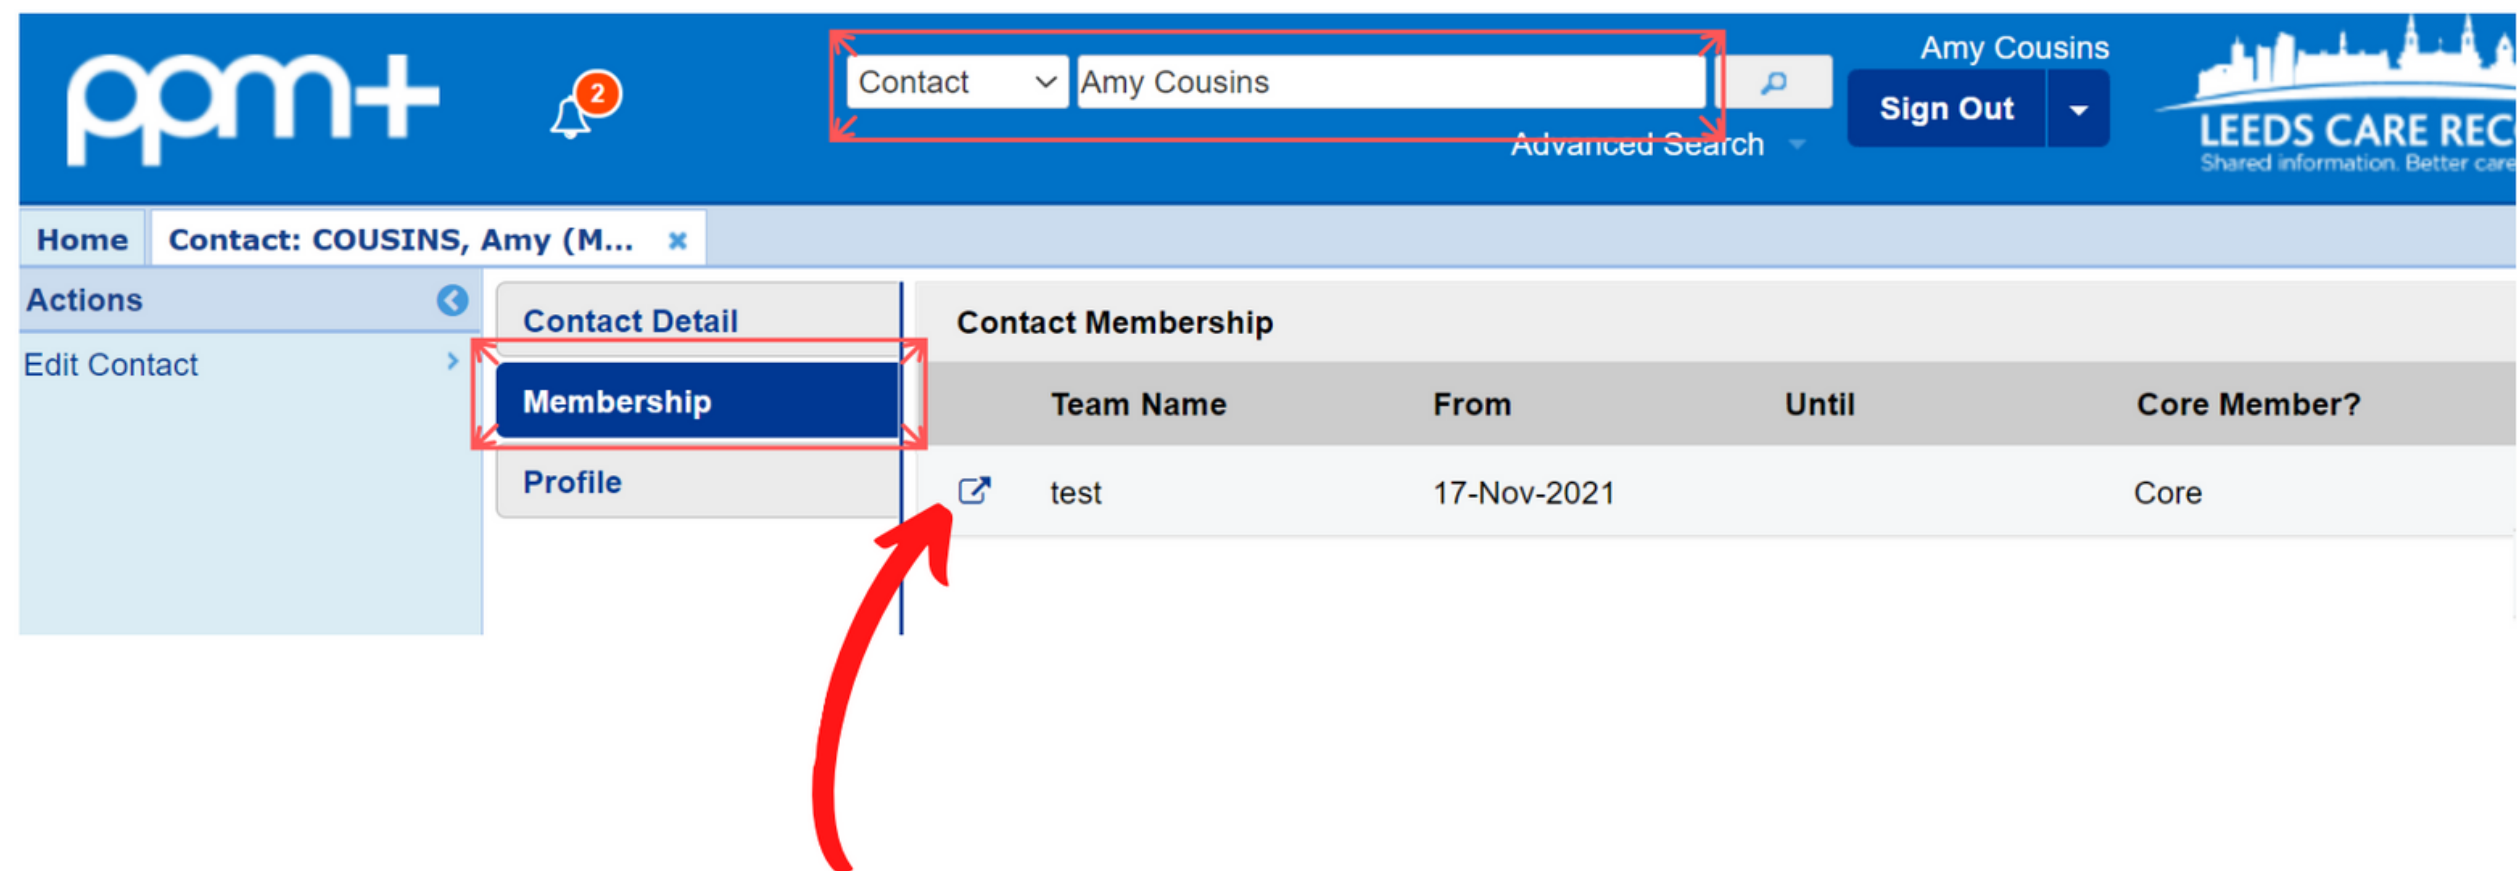 ppm+
2
Contact
Amy Cousins
Advanced Search
Amy Cousins
Sign Out
LEEDS CARE REC
Shared information. Better care
Home
Contact: COUSINS, Amy (M...
Actions
Edit Contact
Contact Detail
Membership
Profile
Contact Membership
Team Name From Until Core Member?
test 17-Nov-2021 Core